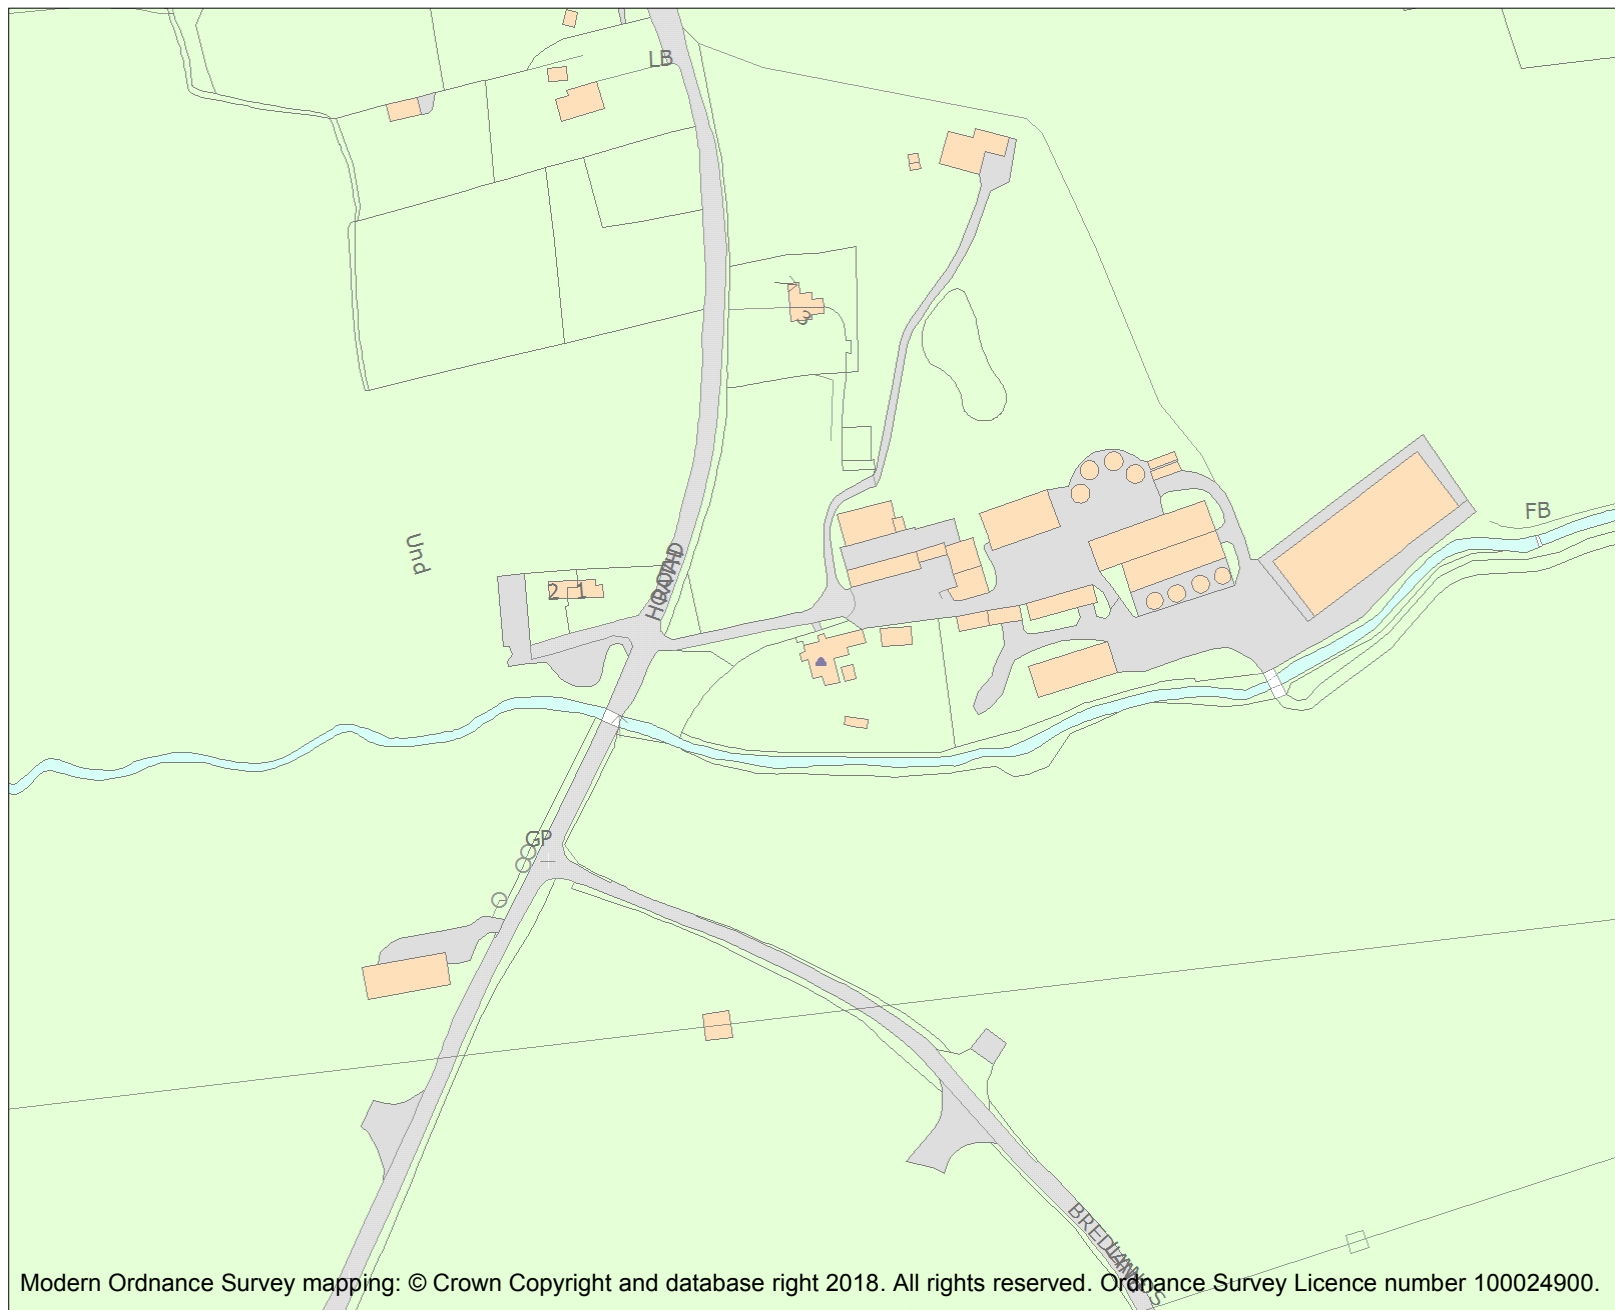 LB
3
FB
Und
ROAD
2 1
GP
Modern Ordnance Survey mapping: © Crown Copyright and database right 2018. All rights reserved. Ordnance Survey Licence number 100024900.